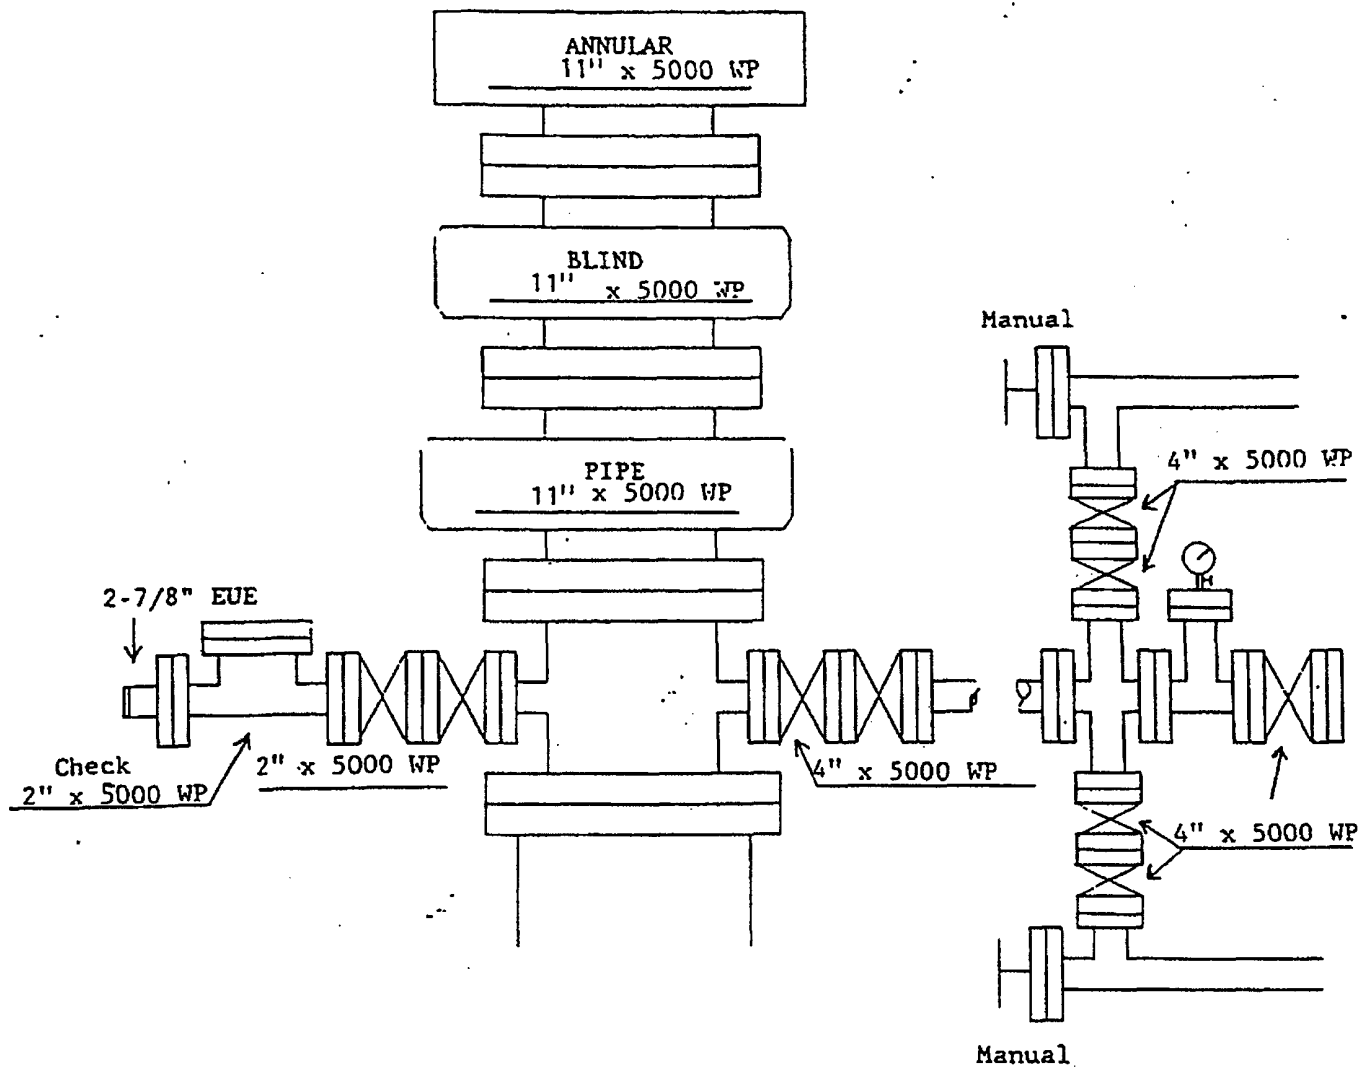 ANNULAR
11" x 5000 WP
BLIND
11" x 5000 WP
Manual
PIPE
11" x 5000 WP
4" x 5000 WP
2-7/8" EUE
Check
2" x 5000 WP
2" x 5000 WP
4" x 5000 WP
4" x 5000 WP
Manual